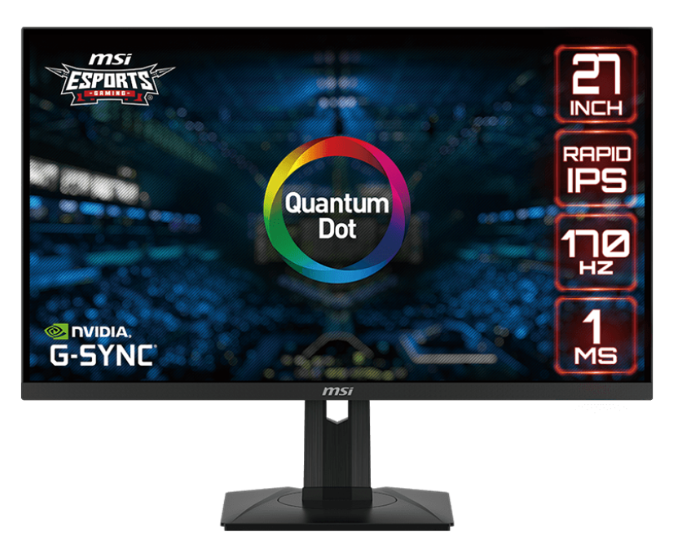 msi
ESPORTS
GAMING
27
INCH
RAPID
IPS
Quantum
Dot
170
HZ
NVIDIA.
G-SYNC
1
MS
msi